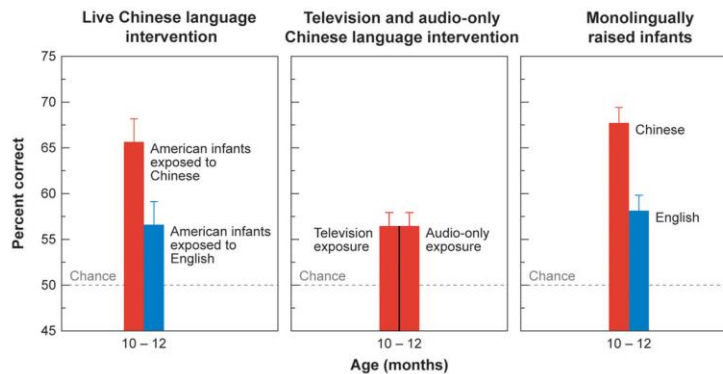 Live Chinese language
intervention
Television and audio-only
Chinese language intervention
Monolingually
raised infants
Percent correct
75
70
65
60
55
50
45
American infants
exposed to
Chinese
American infants
exposed to
English
Chance
10 – 12
Television
exposure
Audio-only
exposure
Chance
10 – 12
Chinese
English
Chance
10 – 12
Age (months)